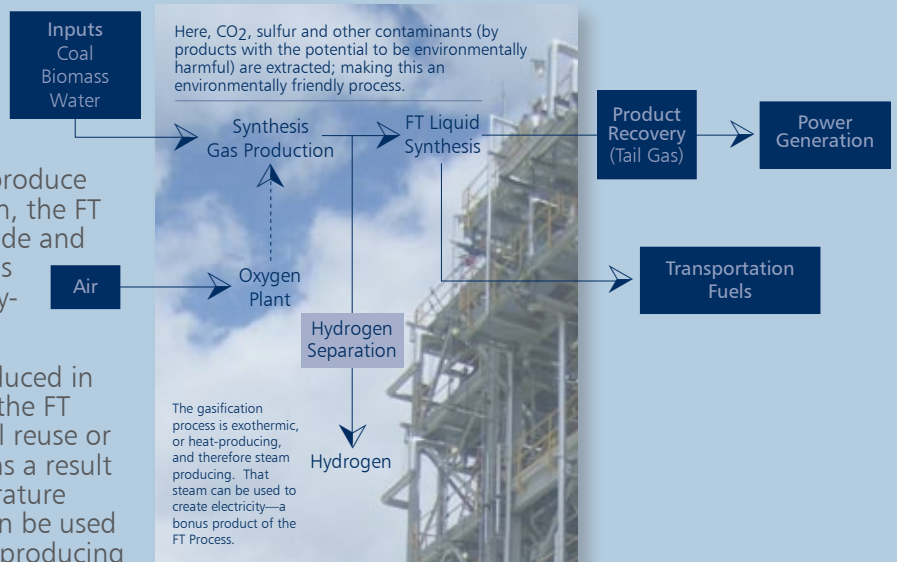 Inputs
Coal
Biomass
Water
Here, CO2, sulfur and other contaminants (by
products with the potential to be environmentally
harmful) are extracted; making this an
environmentally friendly process.
Synthesis
Gas Production
FT Liquid
Synthesis
Product
Recovery
(Tail Gas)
Power
Generation
produce
n, the FT
de and
s
y-
Air
Oxygen
Plant
Transportation
Fuels
Hydrogen
Separation
duced in
the FT
l reuse or
as a result
rature
n be used
producing
The gasification
process is exothermic,
or heat-producing,
and therefore steam
producing. That
steam can be used to
create electricity—a
bonus product of the
FT Process.
Hydrogen